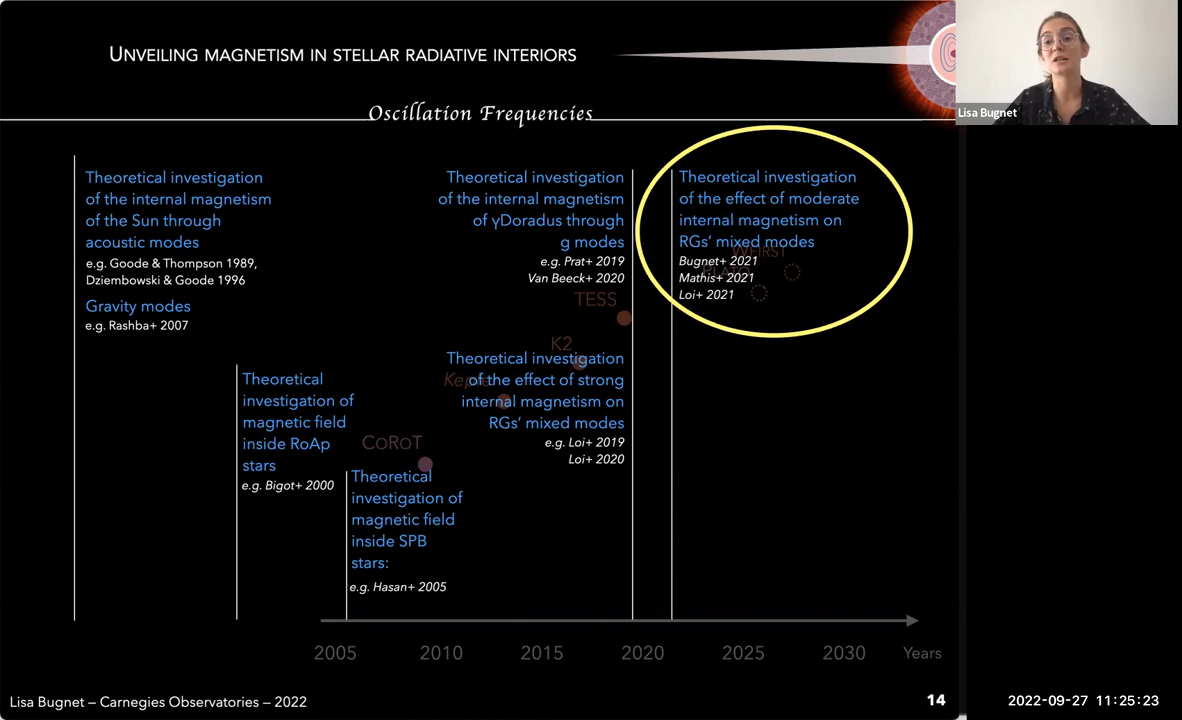 UNVEILING MAGNETISM IN STELLAR RADIATIVE INTERIORS
Lisa Bugnet
Oscillation Frequencies
Theoretical investigation
of the internal magnetism
of the Sun through
acoustic modes
e.g. Goode & Thompson 1989,
Dziembowski & Goode 1996
Gravity modes
e.g. Rashba+ 2007
Theoretical
investigation of
magnetic field
inside RoAp
stars
e.g. Bigot+ 2000
CoRoT
Theoretical
investigation of
magnetic field
inside SPB
stars:
e.g. Hasan+ 2005
Theoretical investigation
of the internal magnetism
of γDoradus through
g modes
e.g. Prat+ 2019
Van Beeck+ 2020
TESS
K2
Theoretical investigation
Kepler
of the effect of strong
internal magnetism on
RGs’ mixed modes
e.g. Loi+ 2019
Loi+ 2020
Theoretical investigation
of the effect of moderate
internal magnetism on
RGs’ mixed modes
WFIRST
Bugnet+ 2021
PLATO
Mathis+ 2021
Loi+ 2021
2005 2010 2015 2020 2025 2030 Years
Lisa Bugnet – Carnegies Observatories – 2022
14
2022-09-27 11:25:23